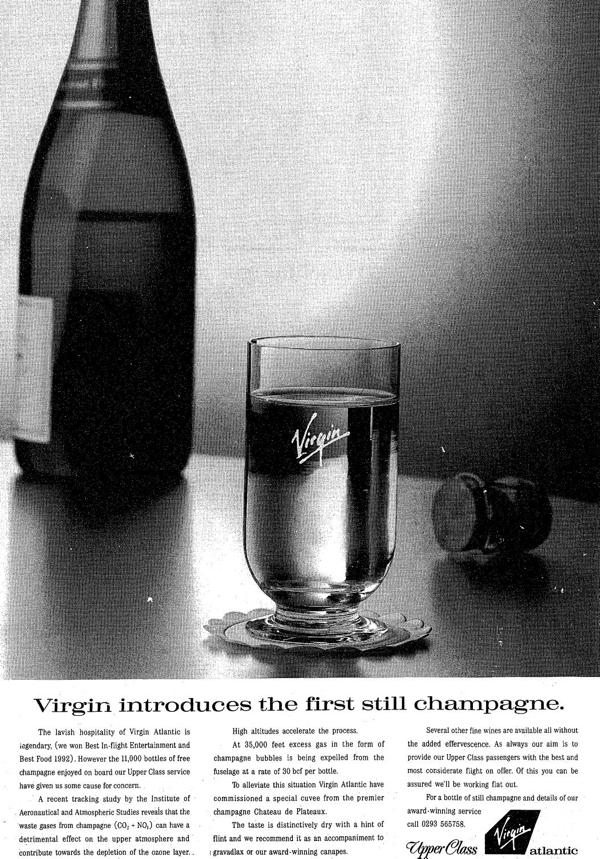 Virgin
Virgin introduces the first still champagne.
The lavish hospitality of Virgin Atlantic is
legendary, (we won Best In-flight Entertainment and
Best Food 1992). However the 11,000 bottles of free
champagne enjoyed on board our Upper Class service
have given us some cause for concern.
A recent tracking study by the Institute of
Aeronautical and Atmospheric Studies reveals that the
waste gases from champagne (CO₂ + NO₂) can have a
detrimental effect on the upper atmosphere and
contribute towards the depletion of the ozone layer.
High altitudes accelerate the process.
At 35,000 feet excess gas in the form of
champagne bubbles is being expelled from the
fuselage at a rate of 30 bcf per bottle.
To alleviate this situation Virgin Atlantic have
commissioned a special cuvee from the premier
champagne Chateau de Plateaux.
The taste is distinctively dry with a hint of
flint and we recommend it as an accompaniment to
gravadlax or our award-winning canapes.
Several other fine wines are available all without
the added effervescence. As always our aim is to
provide our Upper Class passengers with the best and
most considerate flight on offer. Of this you can be
assured we'll be working flat out.
For a bottle of still champagne and details of our
award-winning service
call 0293 565758.
Upper Class
Virgin
atlantic